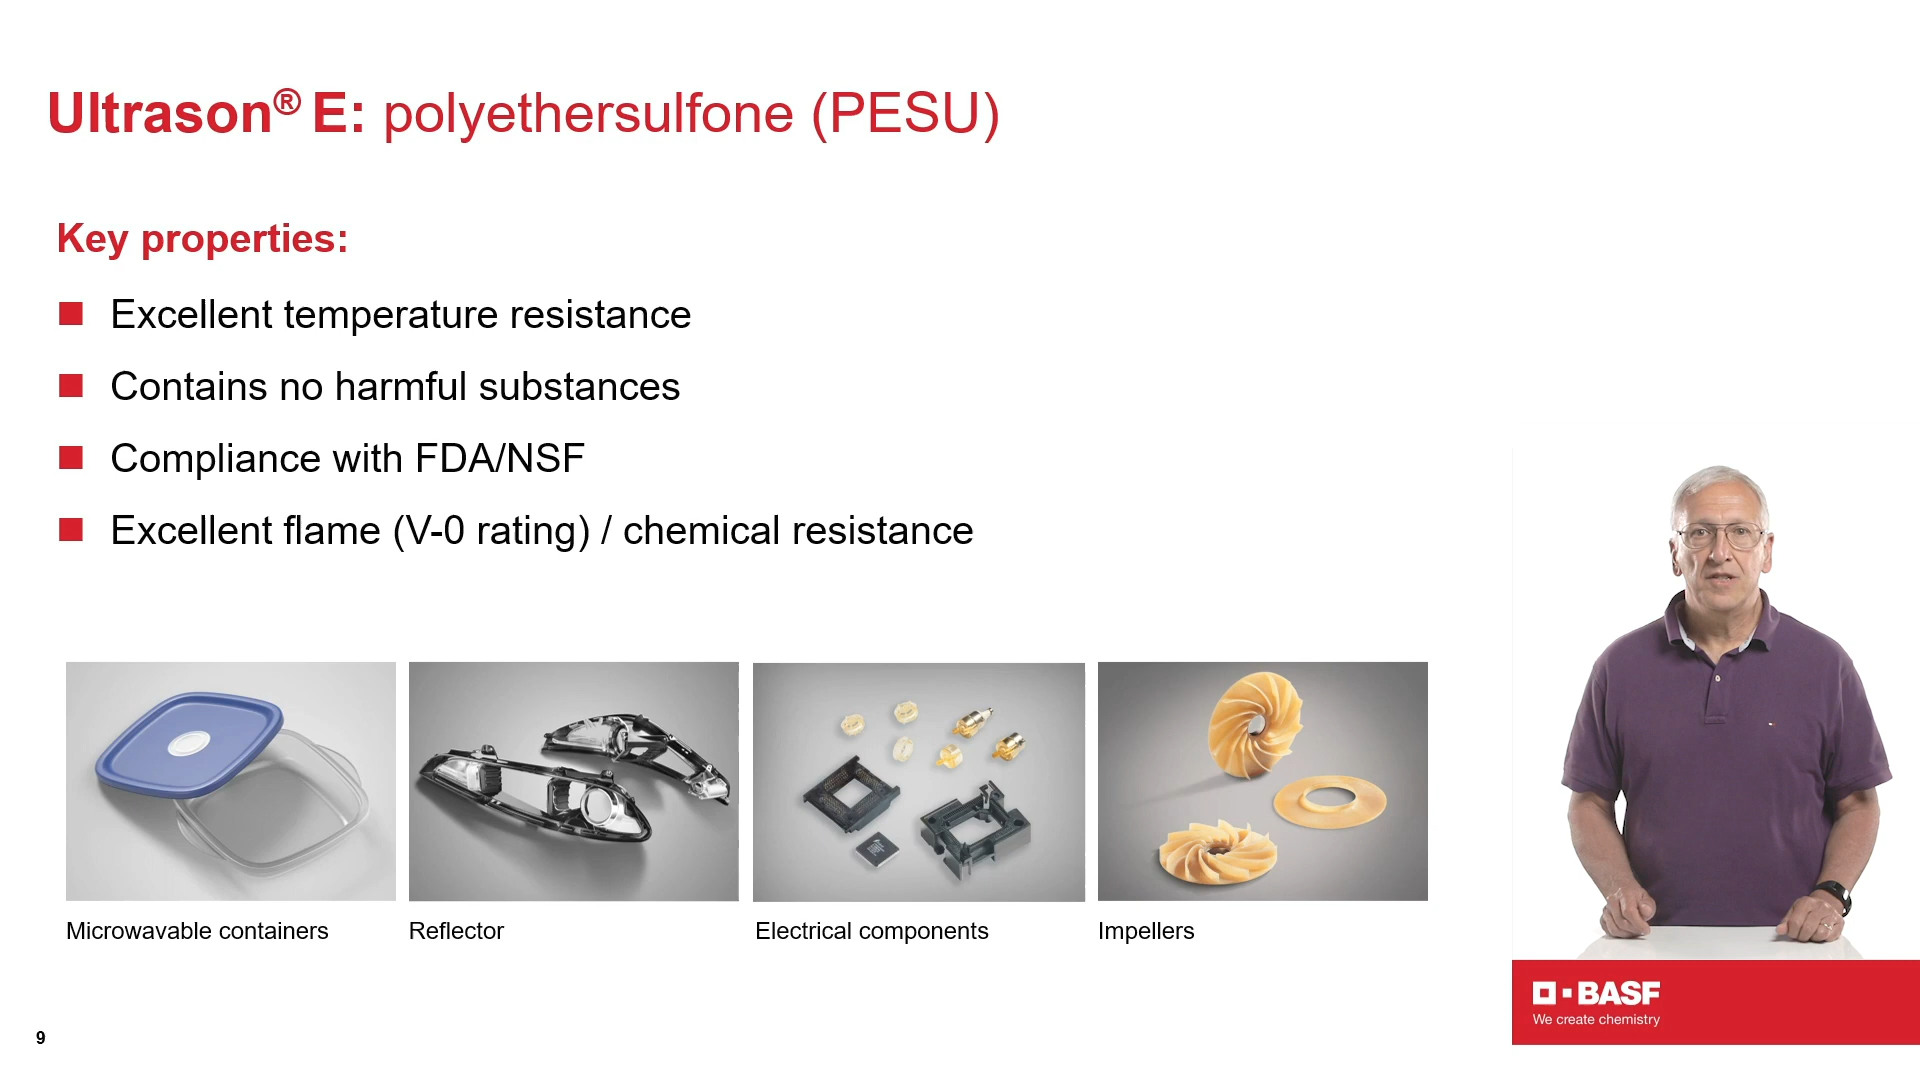 Ultrason® E: polyethersulfone (PESU)
Key properties:
Excellent temperature resistance
Contains no harmful substances
Compliance with FDA/NSF
Excellent flame (V-0 rating) / chemical resistance
Microwavable containers
Reflector
Electrical components
Impellers
9
BASF
We create chemistry